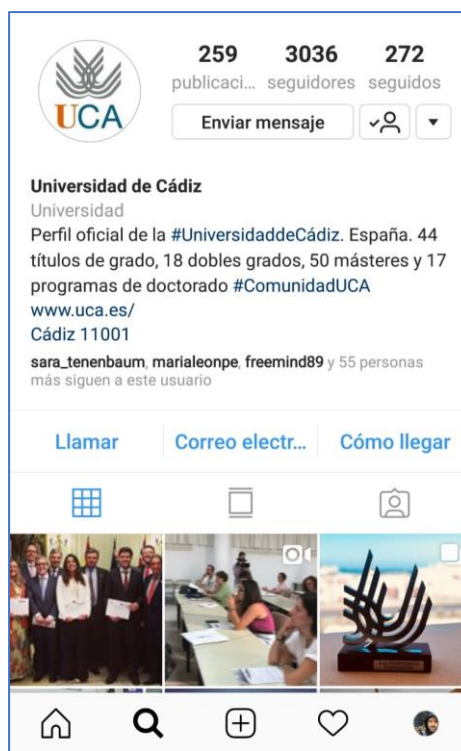 259 3036 272
publicaci... seguidores seguidos
UCA
Enviar mensaje
Universidad de Cádiz
Universidad
Perfil oficial de la #UniversidaddeCádiz. España. 44
títulos de grado, 18 dobles grados, 50 másteres y 17
programas de doctorado #ComunidadUCA
www.uca.es/
Cádiz 11001
sara_tenenbaum, marialeonpe, freemind89 y 55 personas
más siguen a este usuario
Llamar Correo electr... Cómo llegar